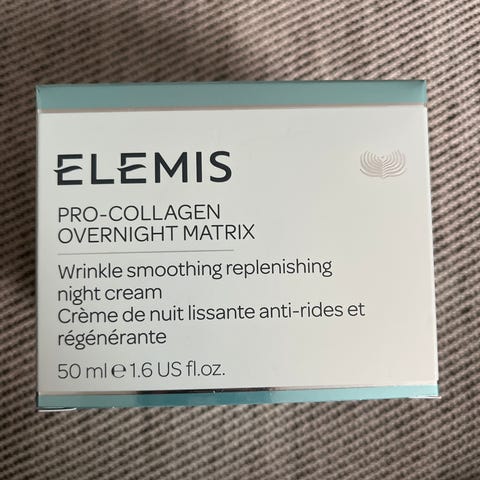 ELEMIS
PRO-COLLAGEN
OVERNIGHT MATRIX
Wrinkle smoothing replenishing
night cream
Crème de nuit lissante anti-rides et
régénérante
50 ml ℮ 1.6 US fl.oz.